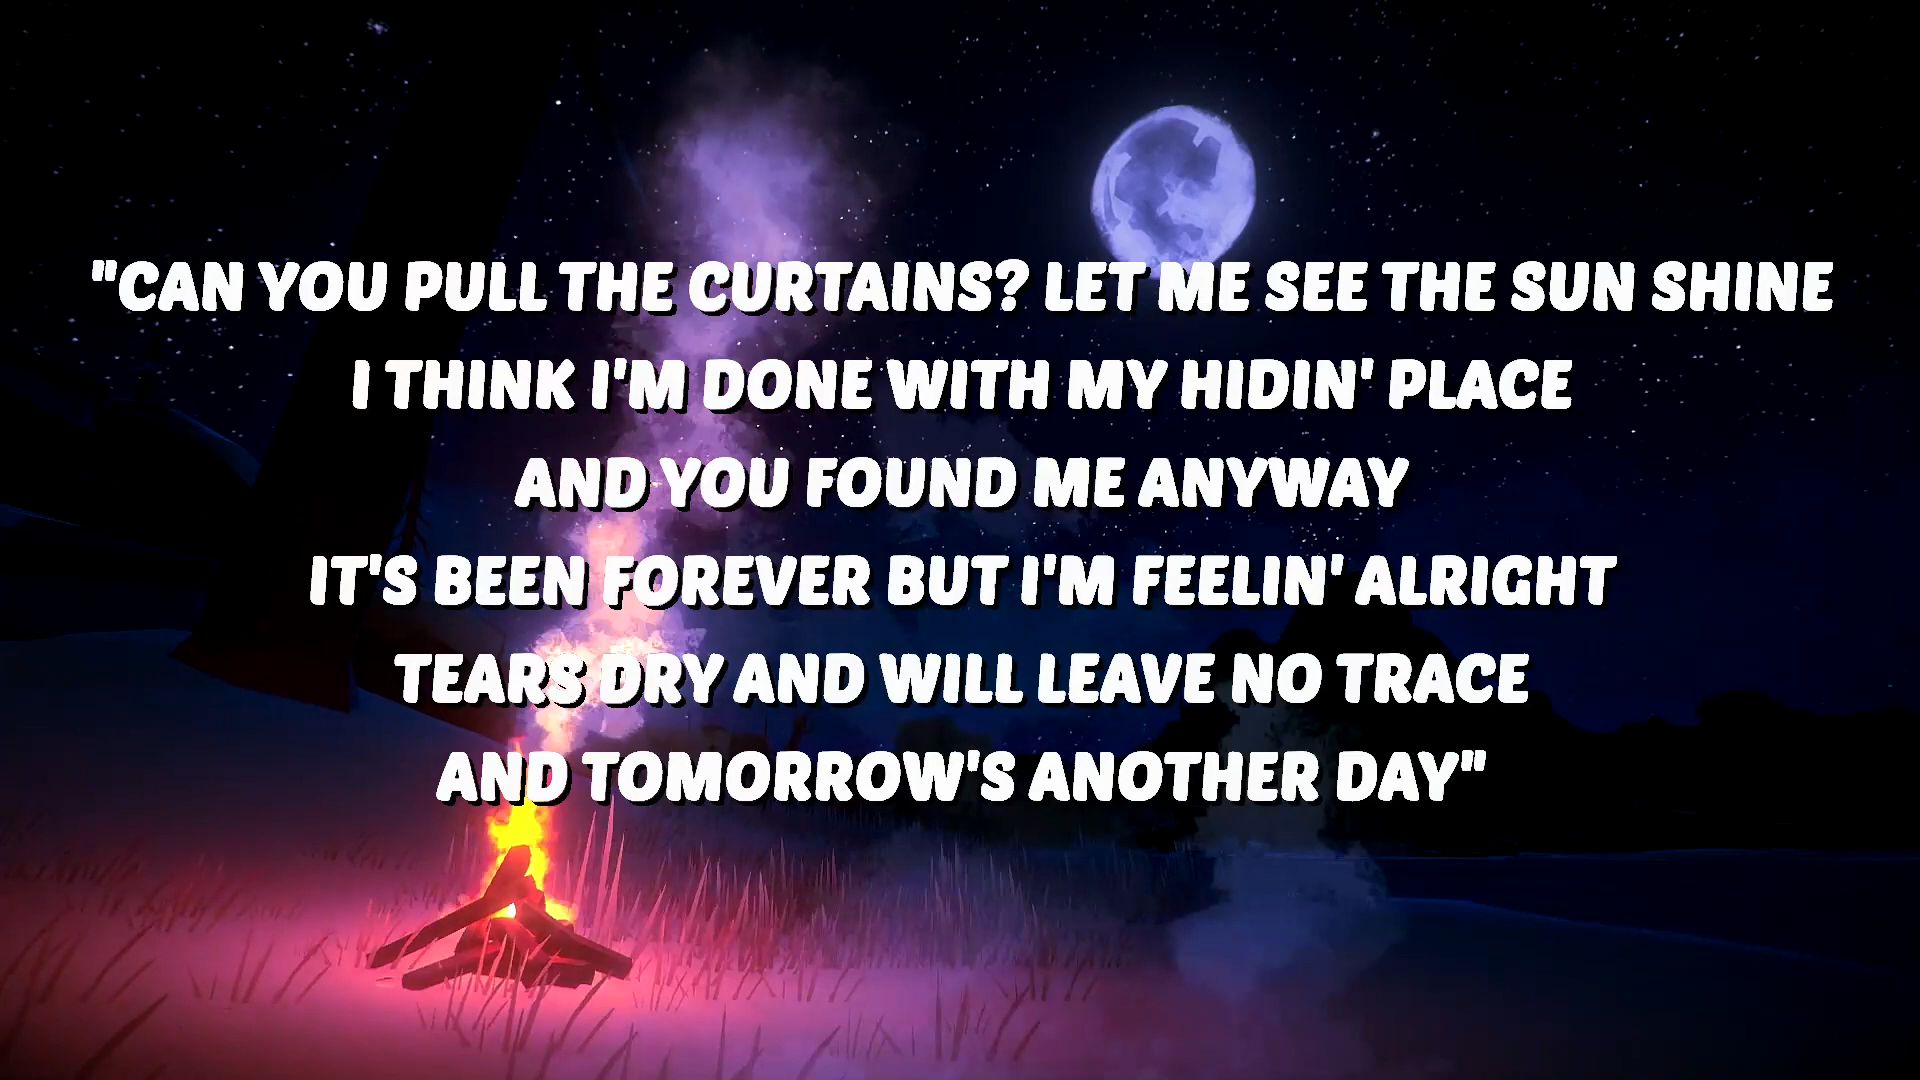 "CAN YOU PULL THE CURTAINS? LET ME SEE THE SUN SHINE
I THINK I'M DONE WITH MY HIDIN' PLACE
AND YOU FOUND ME ANYWAY
IT'S BEEN FOREVER BUT I'M FEELIN' ALRIGHT
TEARS DRY AND WILL LEAVE NO TRACE
AND TOMORROW'S ANOTHER DAY"